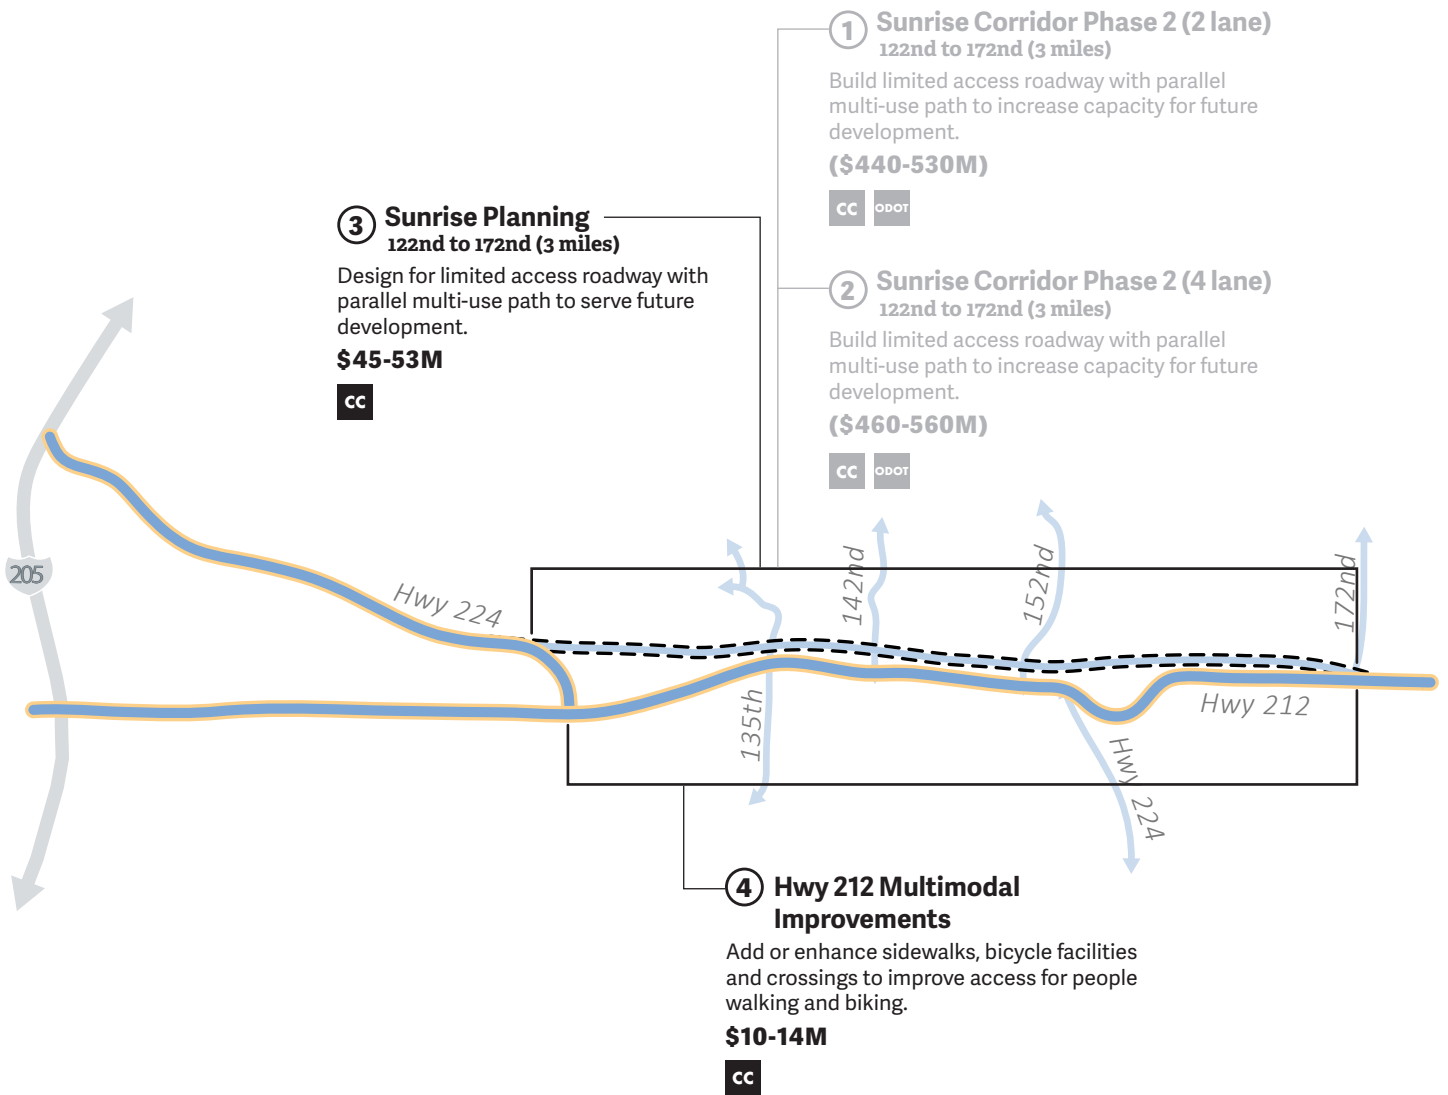 1 Sunrise Corridor Phase 2 (2 lane)
122nd to 172nd (3 miles)
Build limited access roadway with parallel
multi-use path to increase capacity for future
development.
($440-530M)
CC ODOT
3 Sunrise Planning
122nd to 172nd (3 miles)
Design for limited access roadway with
parallel multi-use path to serve future
development.
$45-53M
CC
2 Sunrise Corridor Phase 2 (4 lane)
122nd to 172nd (3 miles)
Build limited access roadway with parallel
multi-use path to increase capacity for future
development.
($460-560M)
CC ODOT
205
Hwy 224
142nd
152nd
172nd
135th
Hwy 212
Hwy 224
4 Hwy 212 Multimodal
Improvements
Add or enhance sidewalks, bicycle facilities
and crossings to improve access for people
walking and biking.
$10-14M
CC